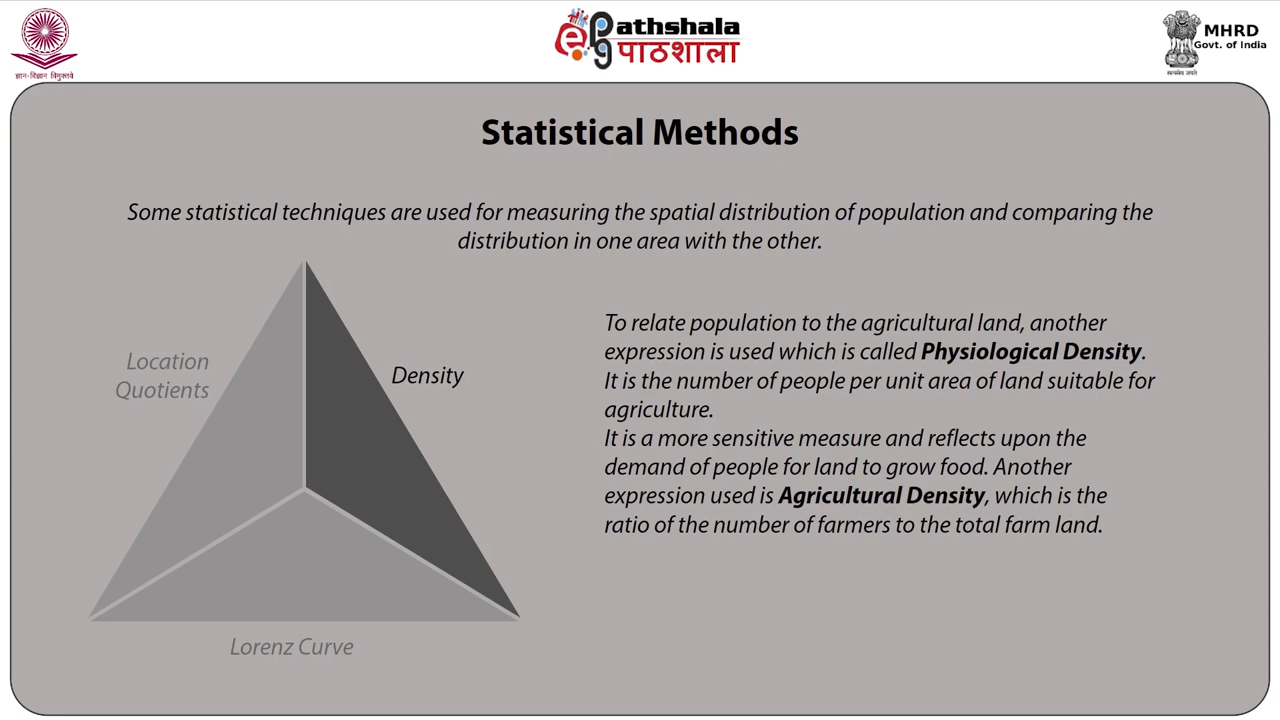 ज्ञान-विज्ञान विमुक्तये
ePgathshala
पाठशाला
MHRD
Govt. of India
सत्यमेव जयते
Statistical Methods
Some statistical techniques are used for measuring the spatial distribution of population and comparing the
distribution in one area with the other.
Location
Quotients
Density
Lorenz Curve
To relate population to the agricultural land, another
expression is used which is called Physiological Density.
It is the number of people per unit area of land suitable for
agriculture.
It is a more sensitive measure and reflects upon the
demand of people for land to grow food. Another
expression used is Agricultural Density, which is the
ratio of the number of farmers to the total farm land.